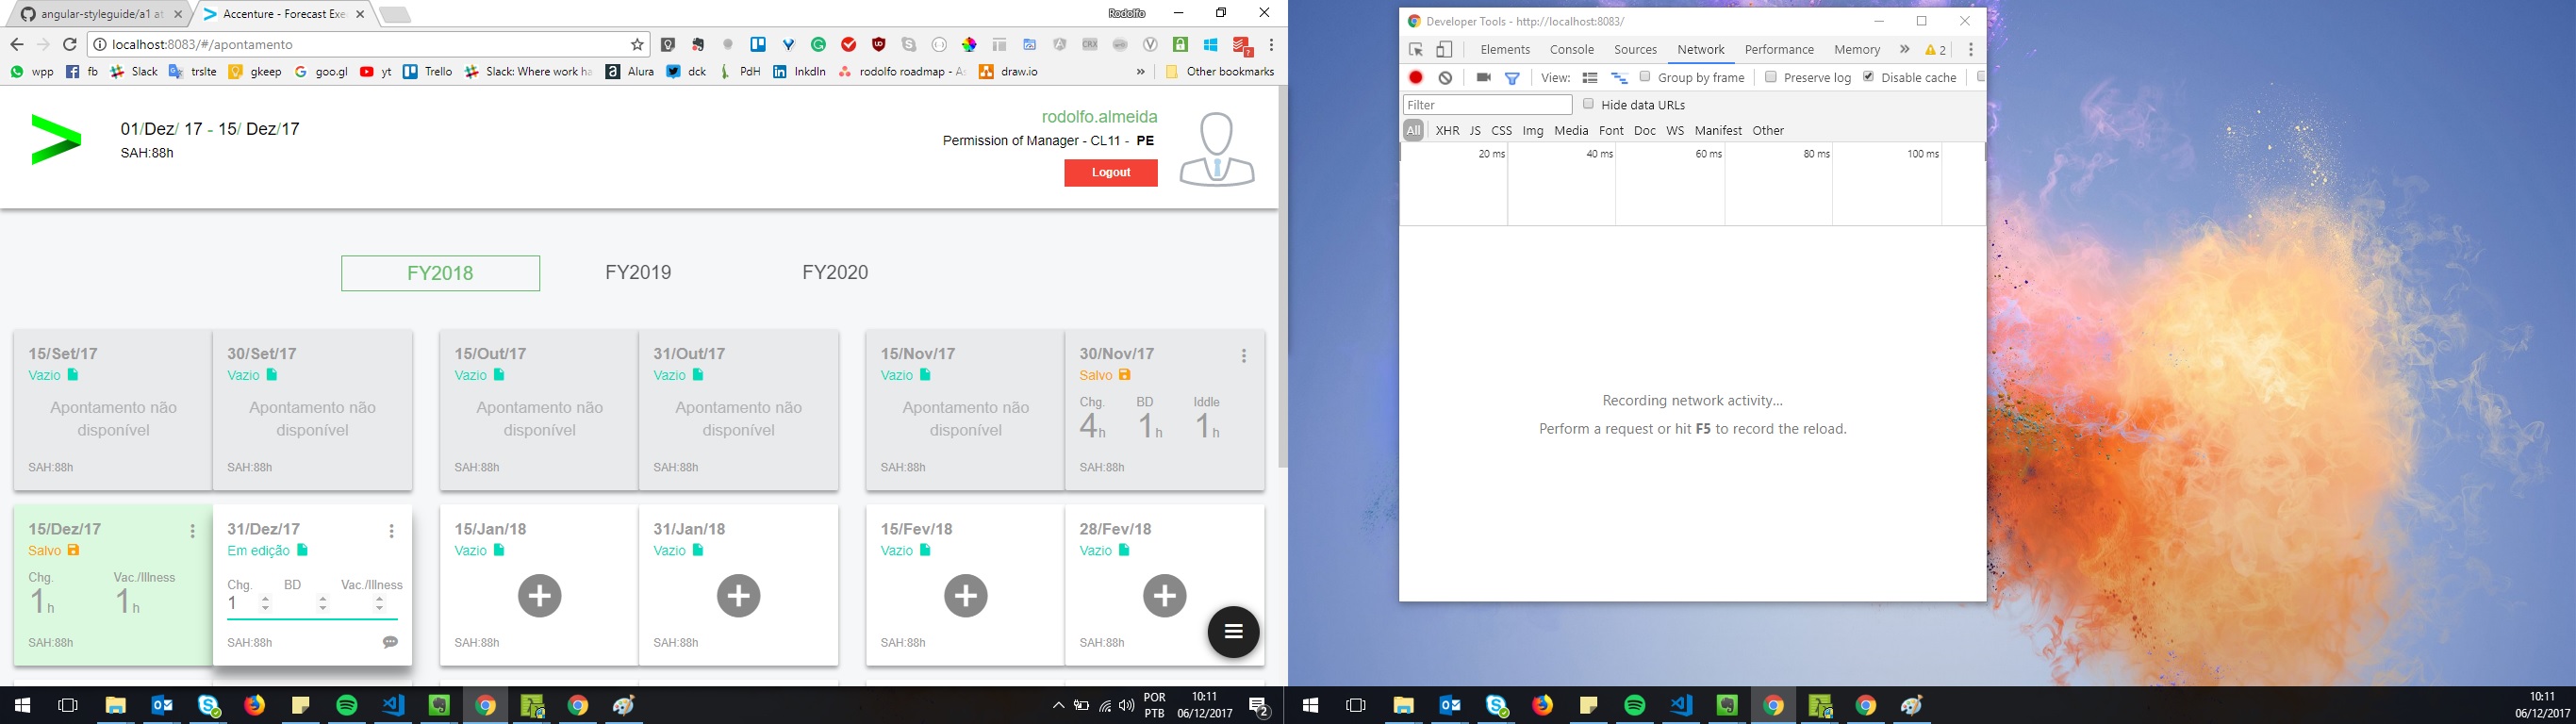 angular-styleguide/a1 at
Accenture - Forecast Exe
Rodolfo
localhost:8083/#/apontamento
wpp
fb
Slack
trslte
gkeep
goo.gl
yt
Trello
Slack: Where work ha
Alura
dck
PdH
lnkdIn
rodolfo roadmap - As
draw.io
»
Other bookmarks
01/Dez/ 17 - 15/ Dez/17
SAH:88h
rodolfo.almeida
Permission of Manager - CL11 - PE
Logout
FY2018
FY2019
FY2020
15/Set/17
Vazio
Apontamento não
disponível
SAH:88h
30/Set/17
Vazio
Apontamento não
disponível
SAH:88h
15/Out/17
Vazio
Apontamento não
disponível
SAH:88h
31/Out/17
Vazio
Apontamento não
disponível
SAH:88h
15/Nov/17
Vazio
Apontamento não
disponível
SAH:88h
30/Nov/17
Salvo
Chg. BD Iddle
4h 1h 1h
SAH:88h
15/Dez/17
Salvo
Chg. Vac./Illness
1h 1h
SAH:88h
31/Dez/17
Em edição
Chg. BD Vac./Illness
1
SAH:88h
15/Jan/18
Vazio
SAH:88h
31/Jan/18
Vazio
SAH:88h
15/Fev/18
Vazio
SAH:88h
28/Fev/18
Vazio
SAH:88h
POR
PTB
10:11
06/12/2017
2
Developer Tools - http://localhost:8083/
Elements Console Sources Network Performance Memory » 2
View: Group by frame Preserve log Disable cache
Filter Hide data URLs
All XHR JS CSS Img Media Font Doc WS Manifest Other
20 ms 40 ms 60 ms 80 ms 100 ms
Recording network activity...
Perform a request or hit F5 to record the reload.
10:11
06/12/2017